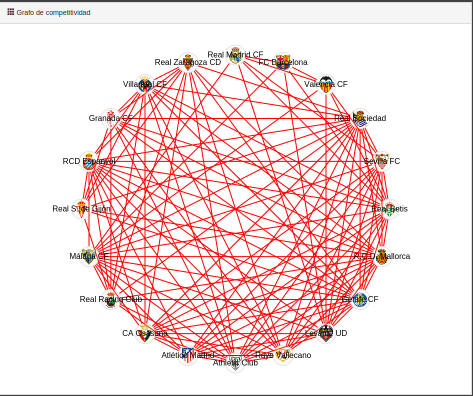 Grafo de competitividad
Real Madrid CF
Real Zaragoza CD
FC Barcelona
Villarreal CF
Valencia CF
Granada CF
Real Sociedad
RCD Espanyol
Sevilla FC
Real St. de Gijón
Real Betis
Málaga CF
R.C.D. Mallorca
Real Racing Club
Getafe CF
CA Osasuna
Levante UD
Atlético Madrid
Rayo Vallecano
Athletic Club